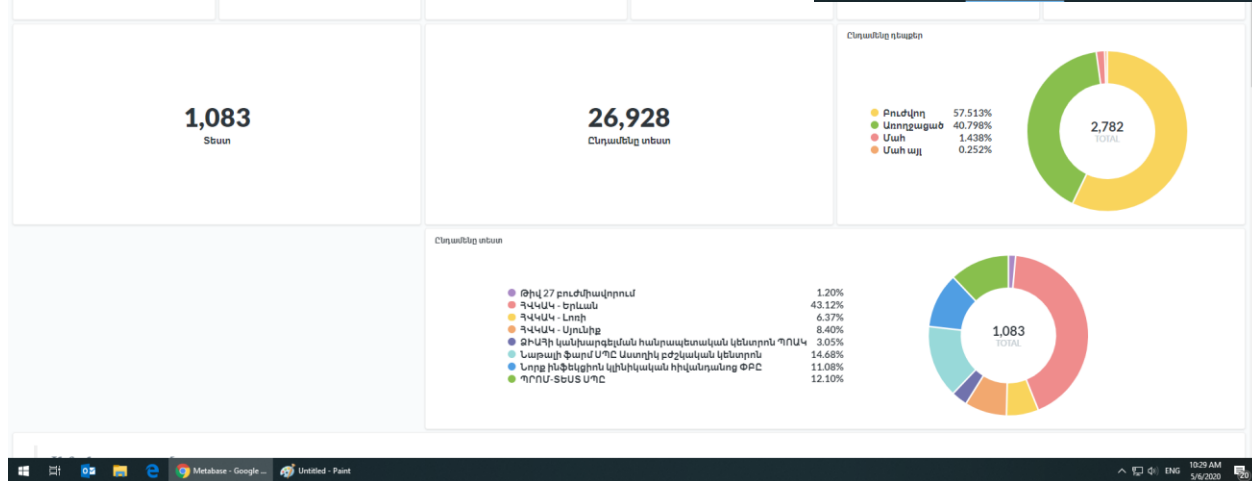 1,083
Տեստ
26,928
Ընդամենը տեստ
Ընդամենը դեպքեր
Բուժվող 57.513%
Առողջացած 40.798%
Մահ 1.438%
Մահ այլ 0.252%
2,782
TOTAL
Ընդամենը տեստ
Թիվ 27 բուժմիավորում 1.20%
ՀՎԿԱԿ - Երևան 43.12%
ՀՎԿԱԿ - Լոռի 6.37%
ՀՎԿԱԿ - Սյունիք 8.40%
ՁԻԱՀի կանխարգելման հանրապետական կենտրոն ՊՈԱԿ 3.05%
Նաթալի ֆարմ ՍՊԸ Աստղիկ բժշկական կենտրոն 14.68%
Նորք ինֆեկցիոն կլինիկական հիվանդանոց ՓԲԸ 11.08%
ՊՐՈՄ-ՏԵՍՏ ՍՊԸ 12.10%
1,083
TOTAL
Metabase - Google ...
Untitled - Paint
ENG
10:29 AM
5/6/2020
20